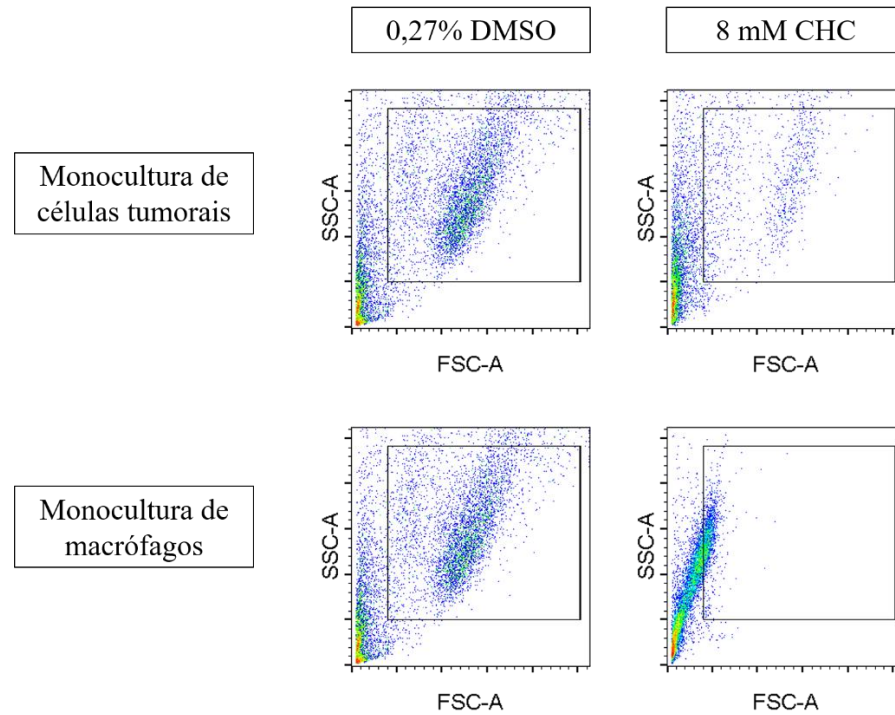 0,27% DMSO
8 mM CHC
Monocultura de
células tumorais
SSC-A
FSC-A
SSC-A
FSC-A
Monocultura de
macrófagos
SSC-A
FSC-A
SSC-A
FSC-A